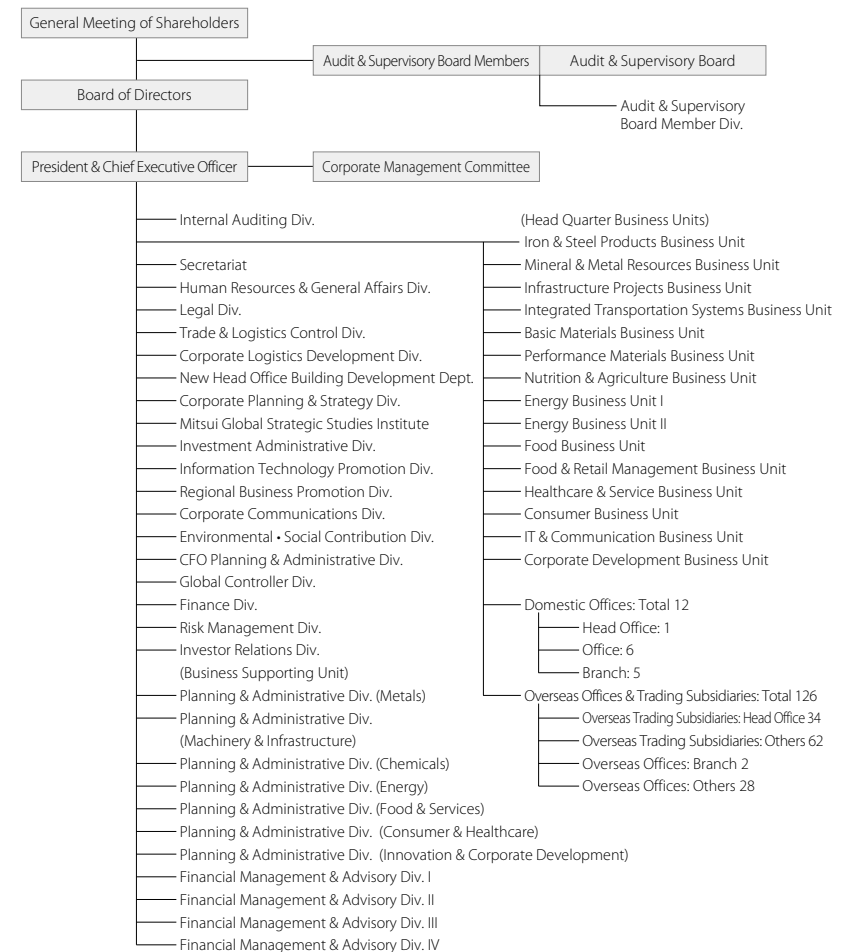 General Meeting of Shareholders
Audit & Supervisory Board Members
Audit & Supervisory Board
Board of Directors
Audit & Supervisory
Board Member Div.
President & Chief Executive Officer
Corporate Management Committee
Internal Auditing Div.
Secretariat
Human Resources & General Affairs Div.
Legal Div.
Trade & Logistics Control Div.
Corporate Logistics Development Div.
New Head Office Building Development Dept.
Corporate Planning & Strategy Div.
Mitsui Global Strategic Studies Institute
Investment Administrative Div.
Information Technology Promotion Div.
Regional Business Promotion Div.
Corporate Communications Div.
Environmental • Social Contribution Div.
CFO Planning & Administrative Div.
Global Controller Div.
Finance Div.
Risk Management Div.
Investor Relations Div.
(Business Supporting Unit)
Planning & Administrative Div. (Metals)
Planning & Administrative Div.
(Machinery & Infrastructure)
Planning & Administrative Div. (Chemicals)
Planning & Administrative Div. (Energy)
Planning & Administrative Div. (Food & Services)
Planning & Administrative Div. (Consumer & Healthcare)
Planning & Administrative Div. (Innovation & Corporate Development)
Financial Management & Advisory Div. I
Financial Management & Advisory Div. II
Financial Management & Advisory Div. III
Financial Management & Advisory Div. IV
(Head Quarter Business Units)
Iron & Steel Products Business Unit
Mineral & Metal Resources Business Unit
Infrastructure Projects Business Unit
Integrated Transportation Systems Business Unit
Basic Materials Business Unit
Performance Materials Business Unit
Nutrition & Agriculture Business Unit
Energy Business Unit I
Energy Business Unit II
Food Business Unit
Food & Retail Management Business Unit
Healthcare & Service Business Unit
Consumer Business Unit
IT & Communication Business Unit
Corporate Development Business Unit
Domestic Offices: Total 12
Head Office: 1
Office: 6
Branch: 5
Overseas Offices & Trading Subsidiaries: Total 126
Overseas Trading Subsidiaries: Head Office 34
Overseas Trading Subsidiaries: Others 62
Overseas Offices: Branch 2
Overseas Offices: Others 28